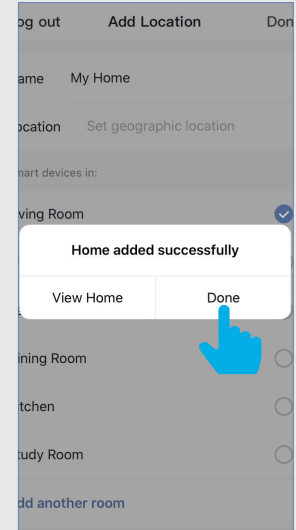 og out Add Location Don
ame My Home
ocation Set geographic location
mart devices in:
ving Room
Home added successfully
View Home Done
ining Room
tchen
tudy Room
dd another room